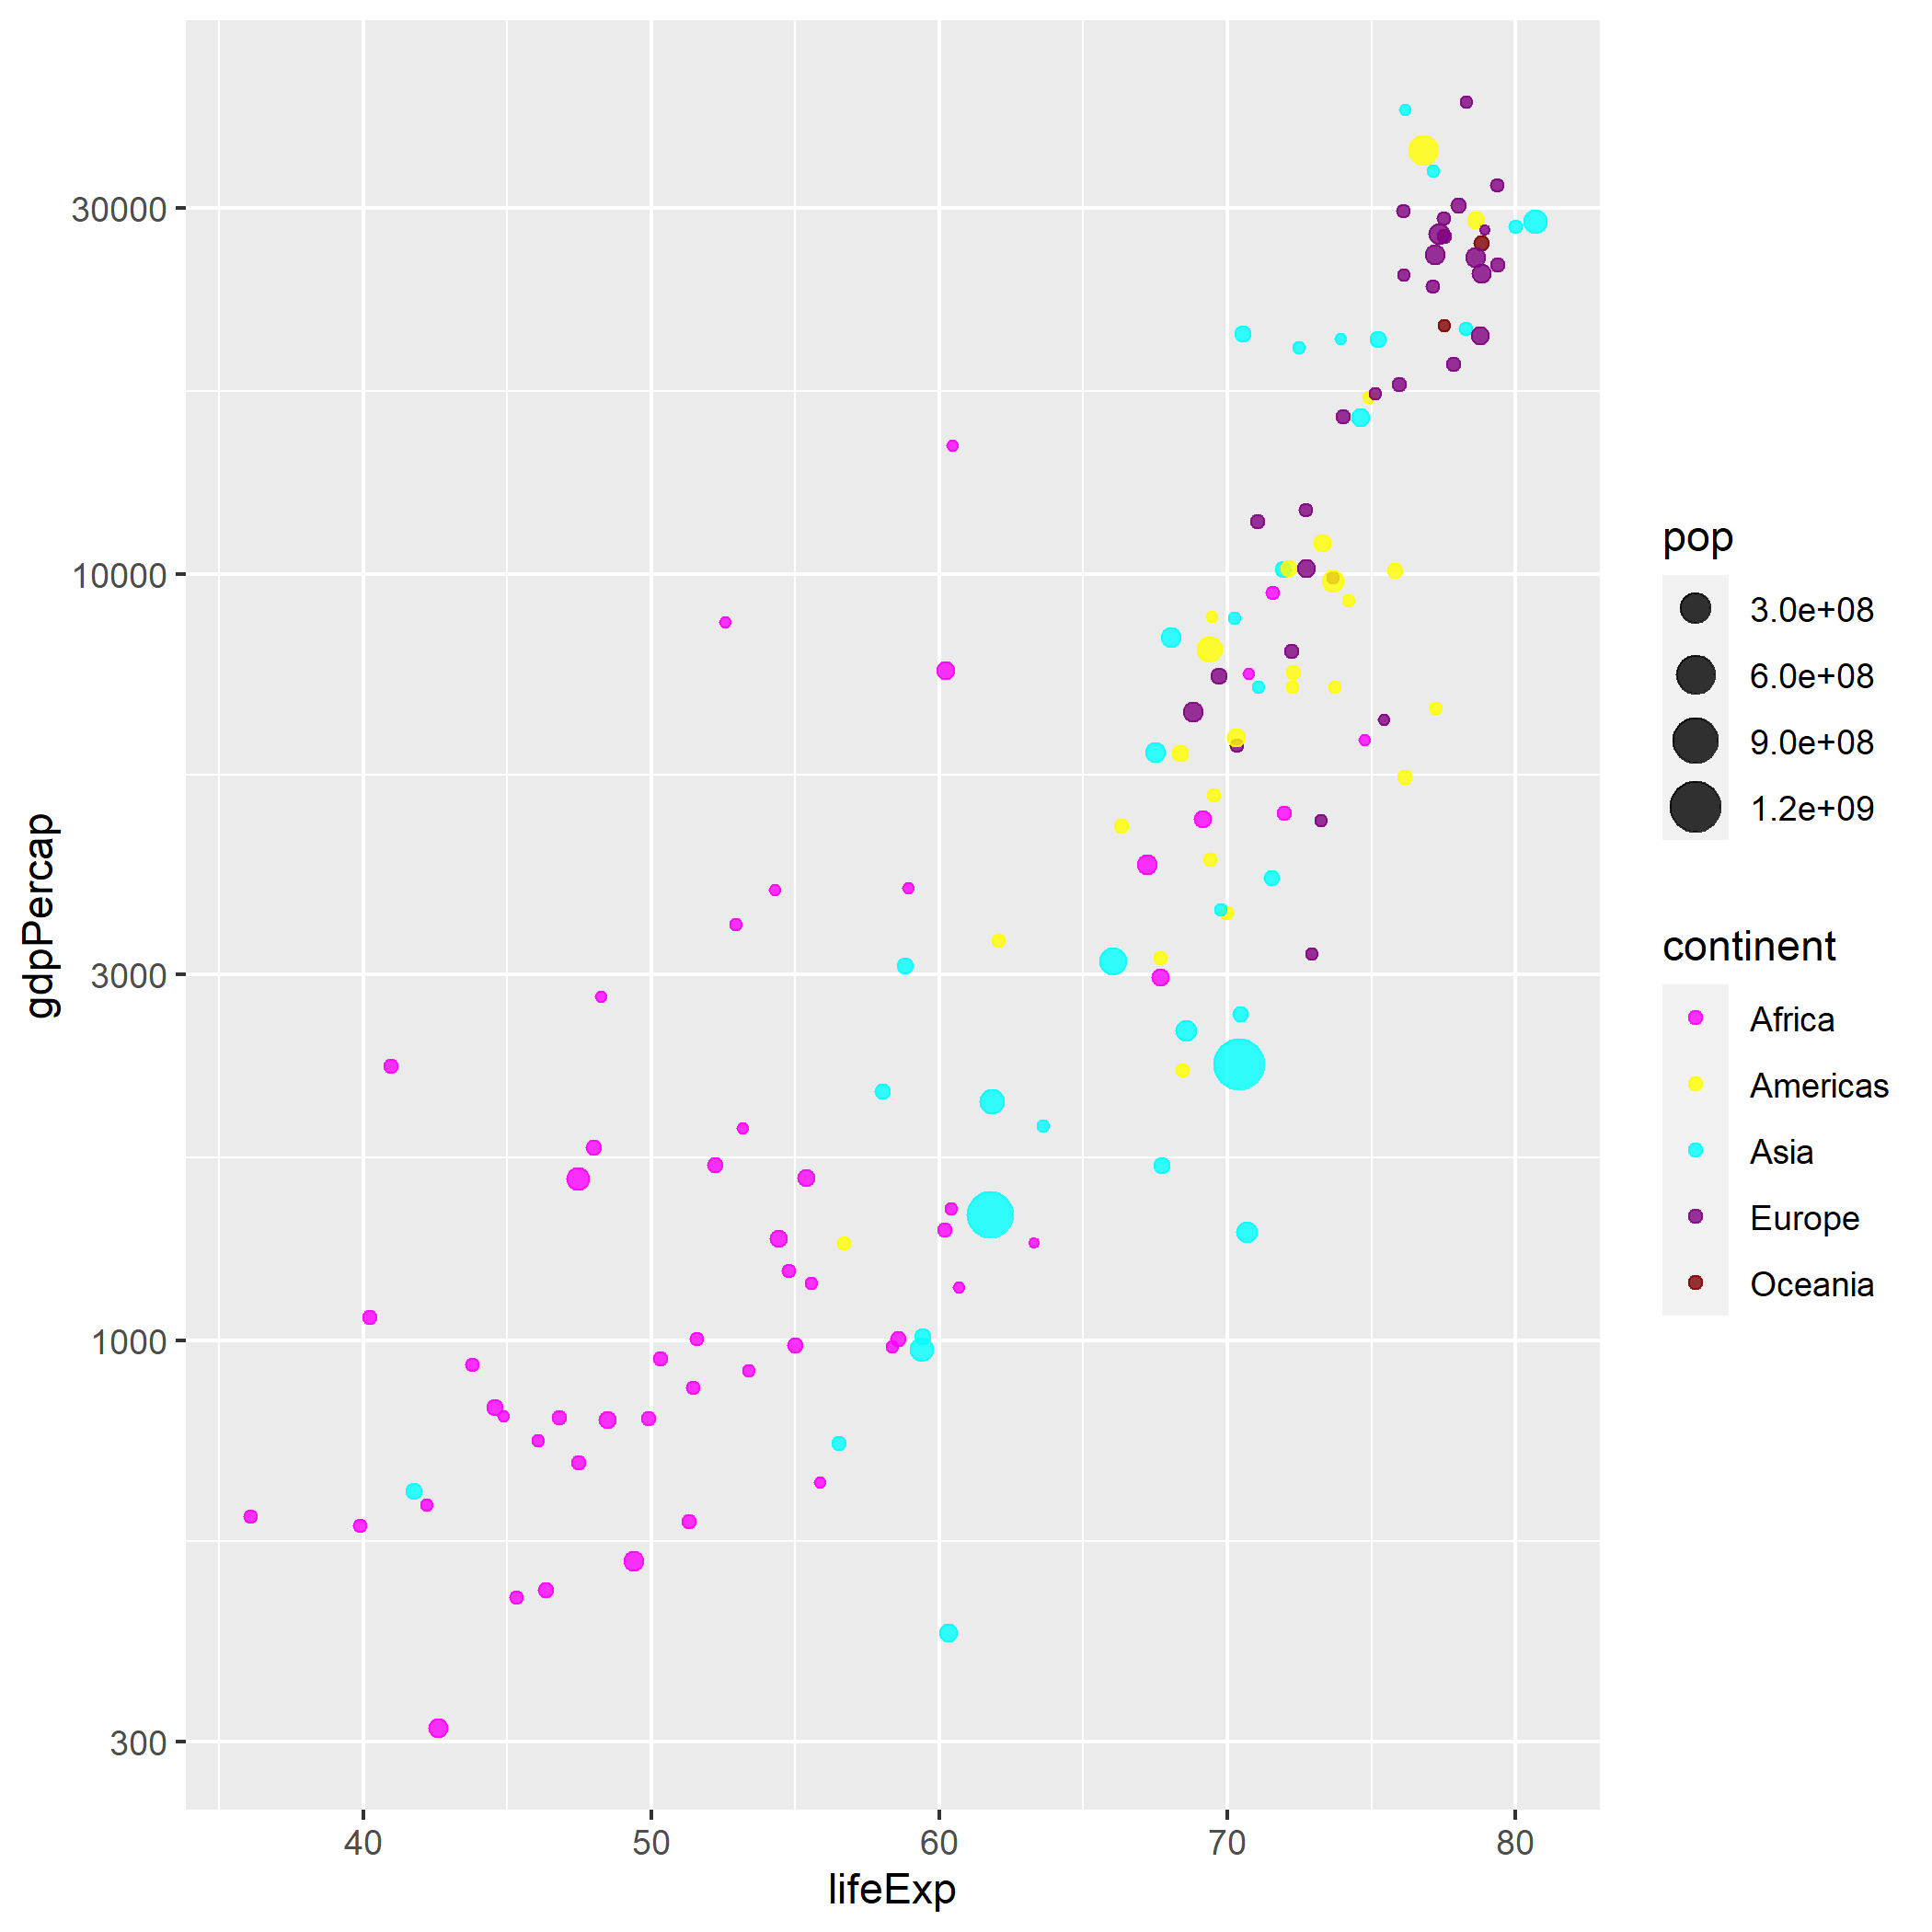 30000
10000
3000
1000
300
gdpPercap
40 50 60 70 80
lifeExp
pop
3.0e+08
6.0e+08
9.0e+08
1.2e+09
continent
Africa
Americas
Asia
Europe
Oceania